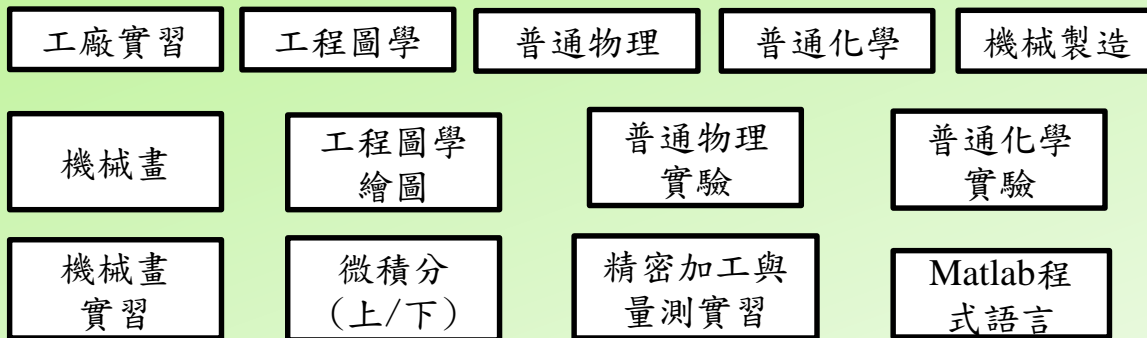 工廠實習
工程圖學
普通物理
普通化學
機械製造
機械畫
工程圖學
繪圖
普通物理
實驗
普通化學
實驗
機械畫
實習
微積分
(上/下)
精密加工與
量測實習
Matlab程
式語言